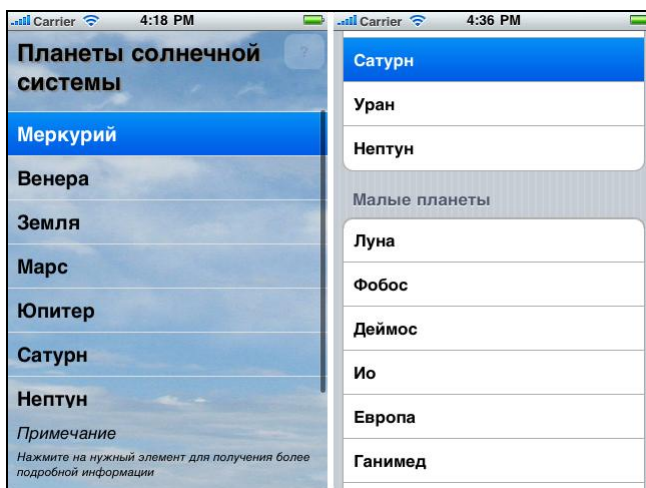 Carrier 4:18 PM
Планеты солнечной
системы
?
Меркурий
Венера
Земля
Марс
Юпитер
Сатурн
Нептун
Примечание
Нажмите на нужный элемент для получения более
подробной информации
Carrier 4:36 PM
Сатурн
Уран
Нептун
Малые планеты
Луна
Фобос
Деймос
Ио
Европа
Ганимед